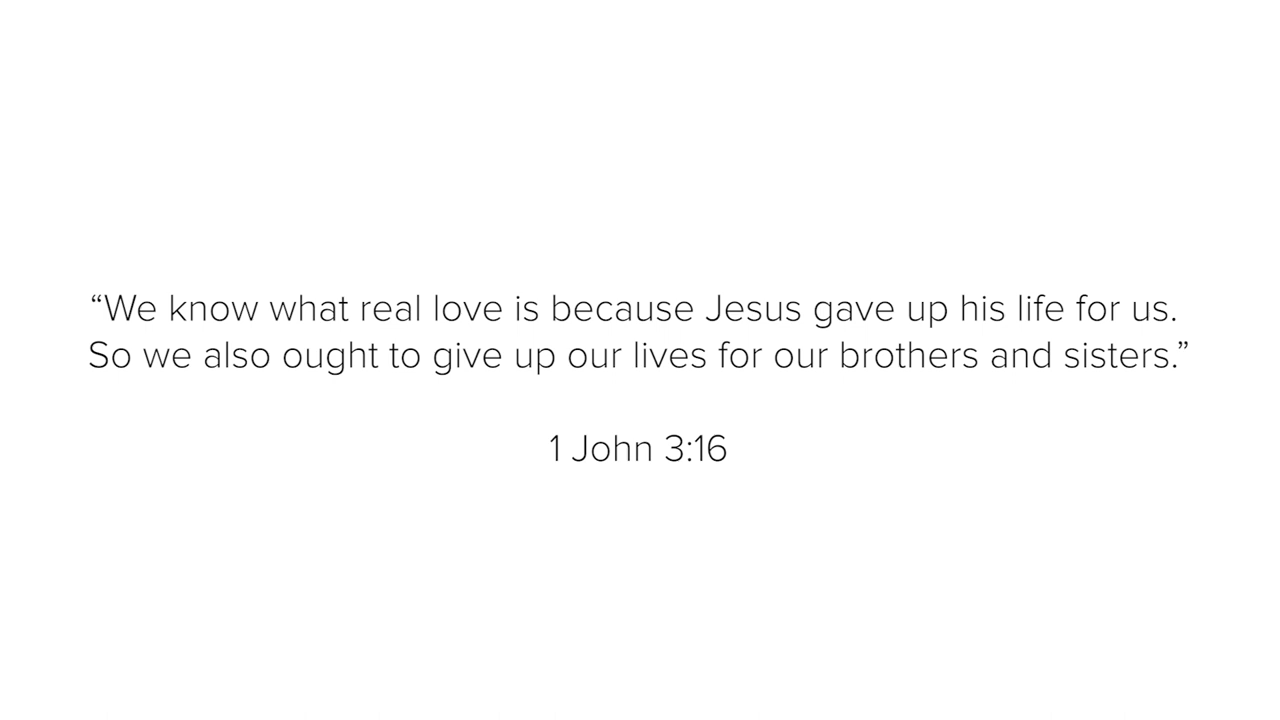 “We know what real love is because Jesus gave up his life for us.
So we also ought to give up our lives for our brothers and sisters.”
1 John 3:16